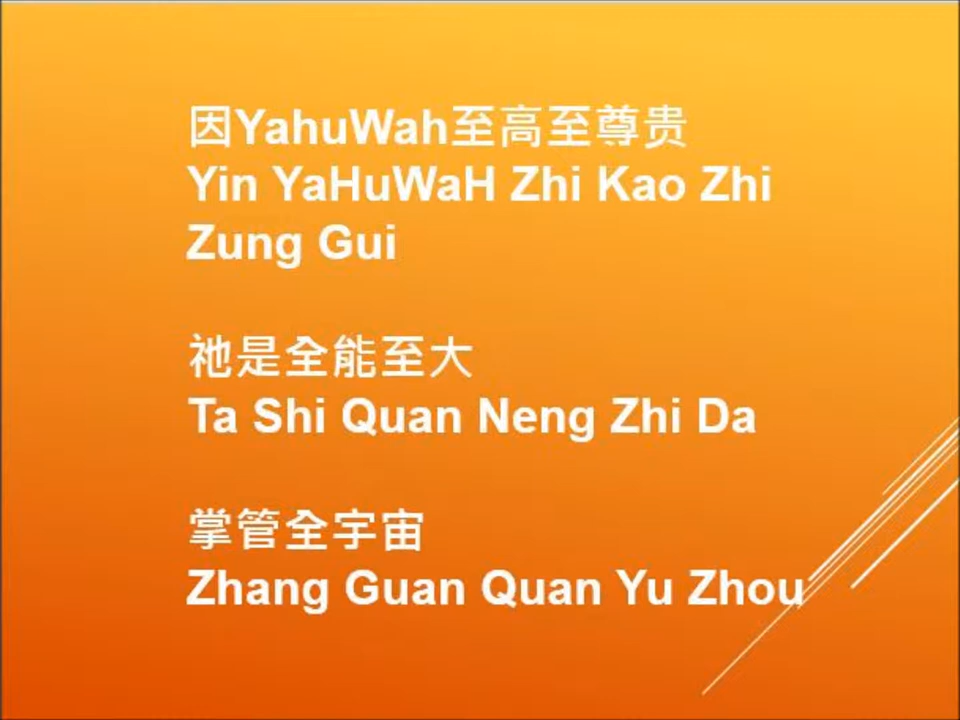 因YahuWah至高至尊贵
Yin YaHuWaH Zhi Kao Zhi
Zung Gui
祂是全能至大
Ta Shi Quan Neng Zhi Da
掌管全宇宙
Zhang Guan Quan Yu Zhou